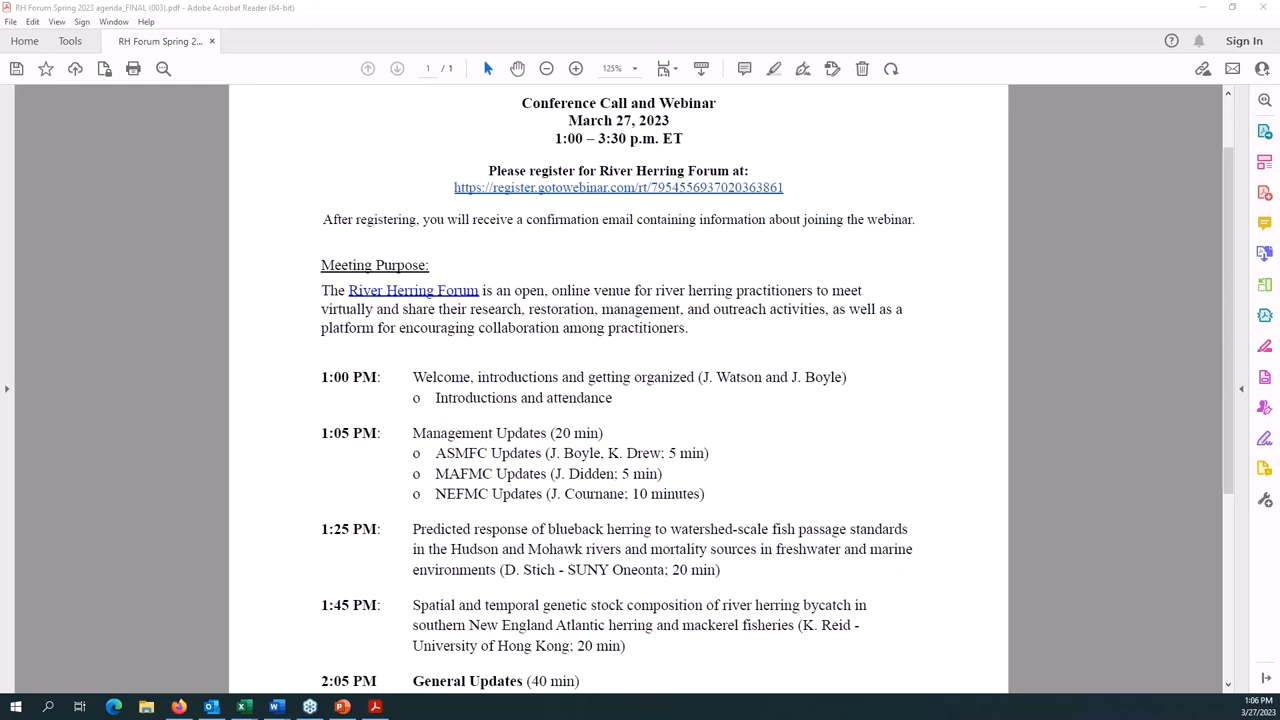 RH Forum Spring 2023 agenda_FINAL (003).pdf - Adobe Acrobat Reader (64-bit)
File Edit View Sign Window Help
Home Tools RH Forum Spring 2... × Sign In
1 / 1 125%
Conference Call and Webinar
March 27, 2023
1:00 – 3:30 p.m. ET
Please register for River Herring Forum at:
https://register.gotowebinar.com/rt/7954556937020363861
After registering, you will receive a confirmation email containing information about joining the webinar.
Meeting Purpose:
The River Herring Forum is an open, online venue for river herring practitioners to meet
virtually and share their research, restoration, management, and outreach activities, as well as a
platform for encouraging collaboration among practitioners.
1:00 PM: Welcome, introductions and getting organized (J. Watson and J. Boyle)
o Introductions and attendance
1:05 PM: Management Updates (20 min)
o ASMFC Updates (J. Boyle, K. Drew; 5 min)
o MAFMC Updates (J. Didden; 5 min)
o NEFMC Updates (J. Cournane; 10 minutes)
1:25 PM: Predicted response of blueback herring to watershed-scale fish passage standards
in the Hudson and Mohawk rivers and mortality sources in freshwater and marine
environments (D. Stich - SUNY Oneonta; 20 min)
1:45 PM: Spatial and temporal genetic stock composition of river herring bycatch in
southern New England Atlantic herring and mackerel fisheries (K. Reid -
University of Hong Kong; 20 min)
2:05 PM General Updates (40 min)
1:06 PM
3/27/2023